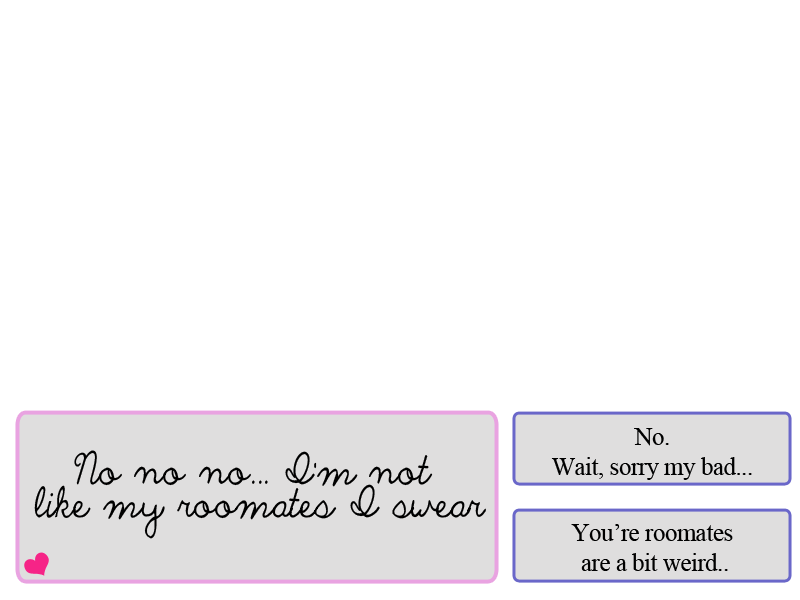 No no no... I'm not
like my roomates I swear
No.
Wait, sorry my bad...
You’re roomates
are a bit weird..